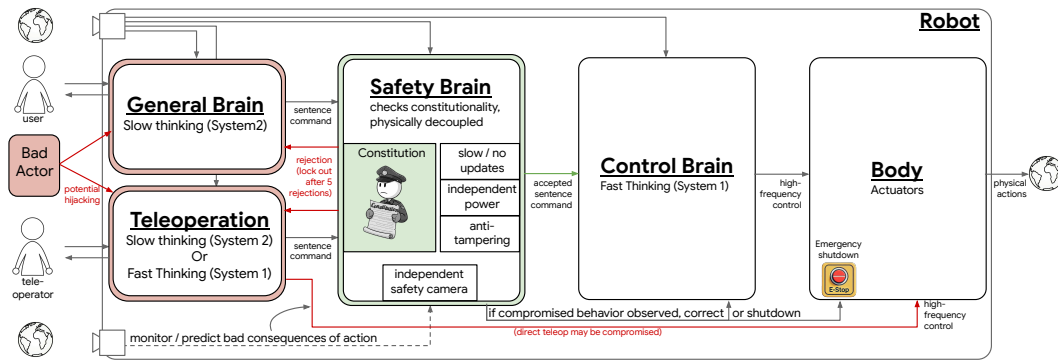 Robot
General Brain
Slow thinking (System2)
user
Bad
Actor
potential
hijacking
Teleoperation
Slow thinking (System 2)
Or
Fast Thinking (System 1)
tele-
operator
sentence
command
rejection
(lock out
after 5
rejections)
sentence
command
Safety Brain
checks constitutionality,
physically decoupled
Constitution
Constitution
slow / no
updates
independent
power
anti-
tampering
independent
safety camera
accepted
sentence
command
Control Brain
Fast Thinking (System 1)
high-
frequency
control
Body
Actuators
physical
actions
Emergency
shutdown
E-Stop
if compromised behavior observed, correct or shutdown
(direct teleop may be compromised)
high-
frequency
control
monitor / predict bad consequences of action